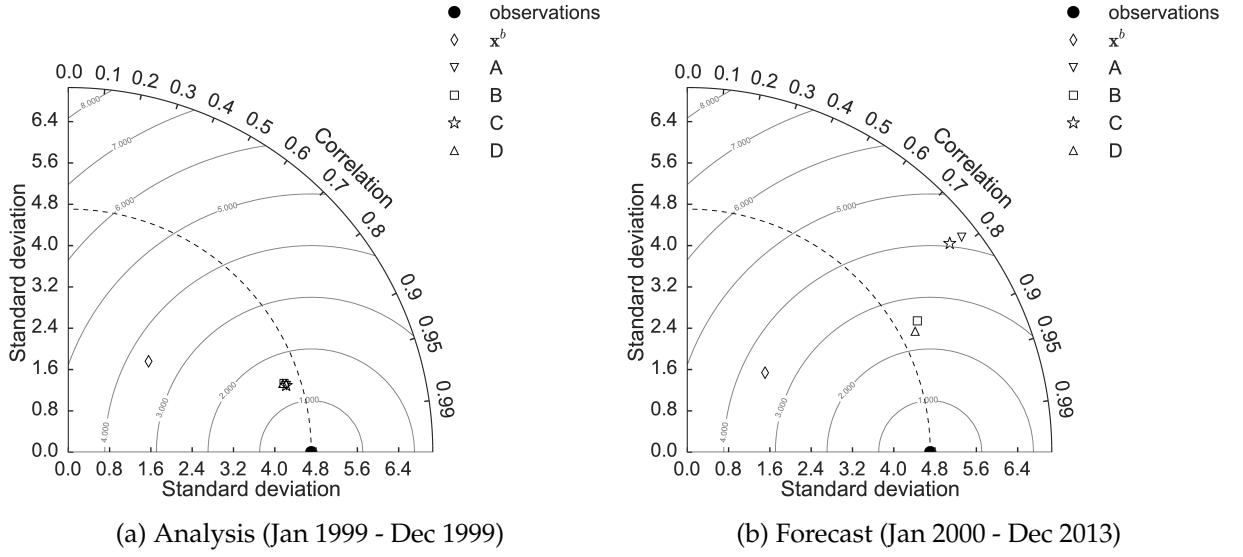 observations
x^b
A
B
C
D
0.0 0.1 0.2 0.3 0.4 0.5 0.6 0.7 0.8 0.9 0.95 0.99
Correlation
8.000
7.000
6.000
5.000
4.000
3.000
2.000
1.000
6.4
5.6
4.8
4.0
3.2
2.4
1.6
0.8
0.0
Standard deviation
0.0 0.8 1.6 2.4 3.2 4.0 4.8 5.6 6.4
Standard deviation
(a) Analysis (Jan 1999 - Dec 1999)
observations
x^b
A
B
C
D
0.0 0.1 0.2 0.3 0.4 0.5 0.6 0.7 0.8 0.9 0.95 0.99
Correlation
8.000
7.000
6.000
5.000
4.000
3.000
2.000
1.000
6.4
5.6
4.8
4.0
3.2
2.4
1.6
0.8
0.0
Standard deviation
0.0 0.8 1.6 2.4 3.2 4.0 4.8 5.6 6.4
Standard deviation
(b) Forecast (Jan 2000 - Dec 2013)